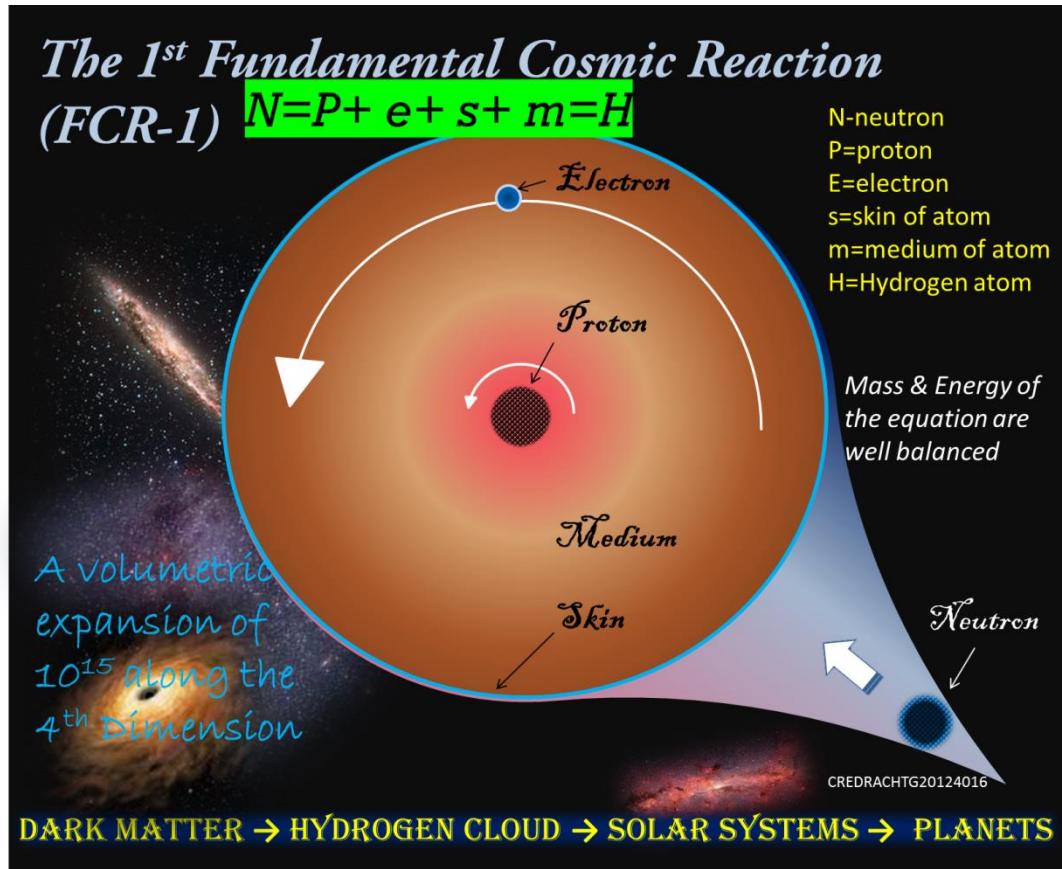 The 1st Fundamental Cosmic Reaction
(FCR-1)
N=P+ e+ s+ m=H
N-neutron
P=proton
E=electron
s=skin of atom
m=medium of atom
H=Hydrogen atom
Electron
Proton
Mass & Energy of
the equation are
well balanced
Medium
Skin
A volumetric
expansion of
10¹⁵ along the
4th Dimension
Neutron
CREDRACHTG20124016
DARK MATTER → HYDROGEN CLOUD → SOLAR SYSTEMS → PLANETS